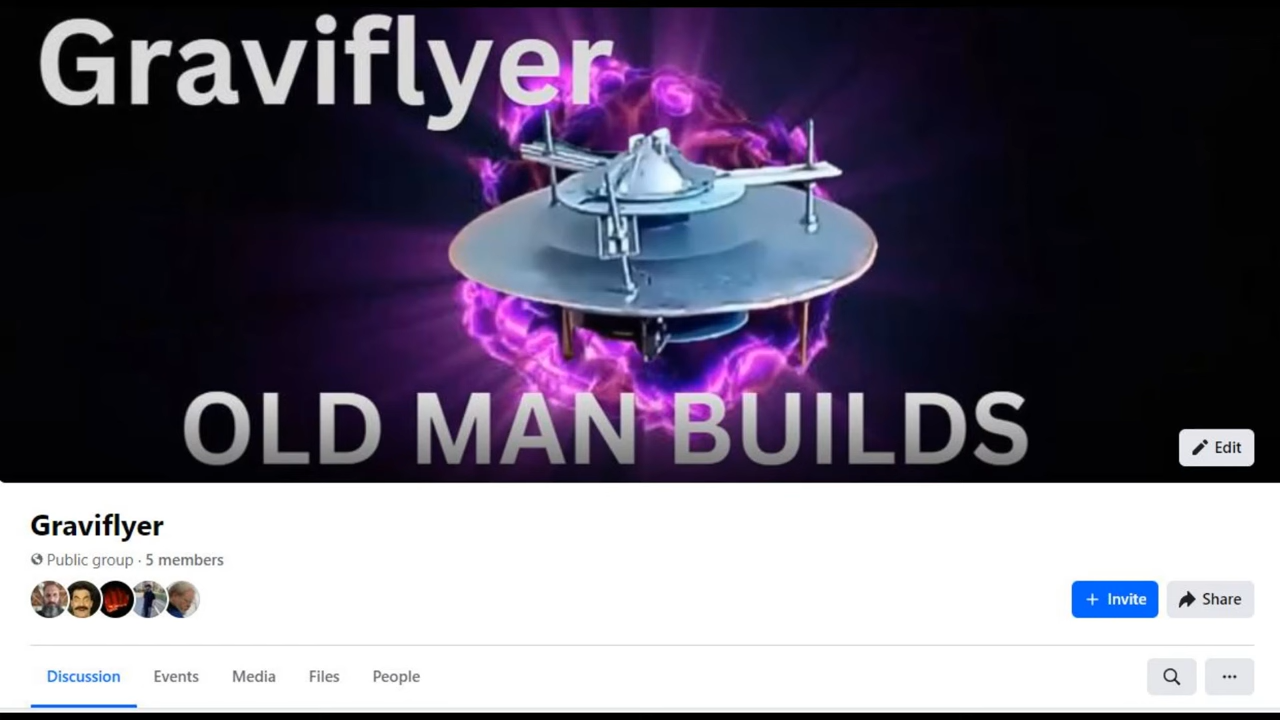 Graviflyer
OLD MAN BUILDS
Edit
Graviflyer
Public group · 5 members
+ Invite
Share
Discussion Events Media Files People